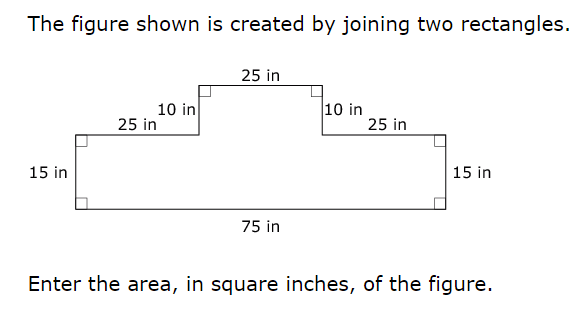 The figure shown is created by joining two rectangles.
25 in
10 in
10 in
25 in
25 in
15 in
15 in
75 in
Enter the area, in square inches, of the figure.